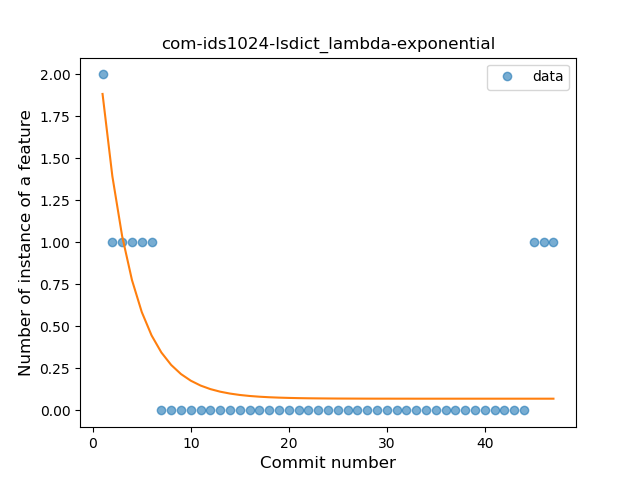 com-ids1024-lsdict_lambda-exponential
data
Number of instance of a feature
2.00
1.75
1.50
1.25
1.00
0.75
0.50
0.25
0.00
0 10 20 30 40
Commit number